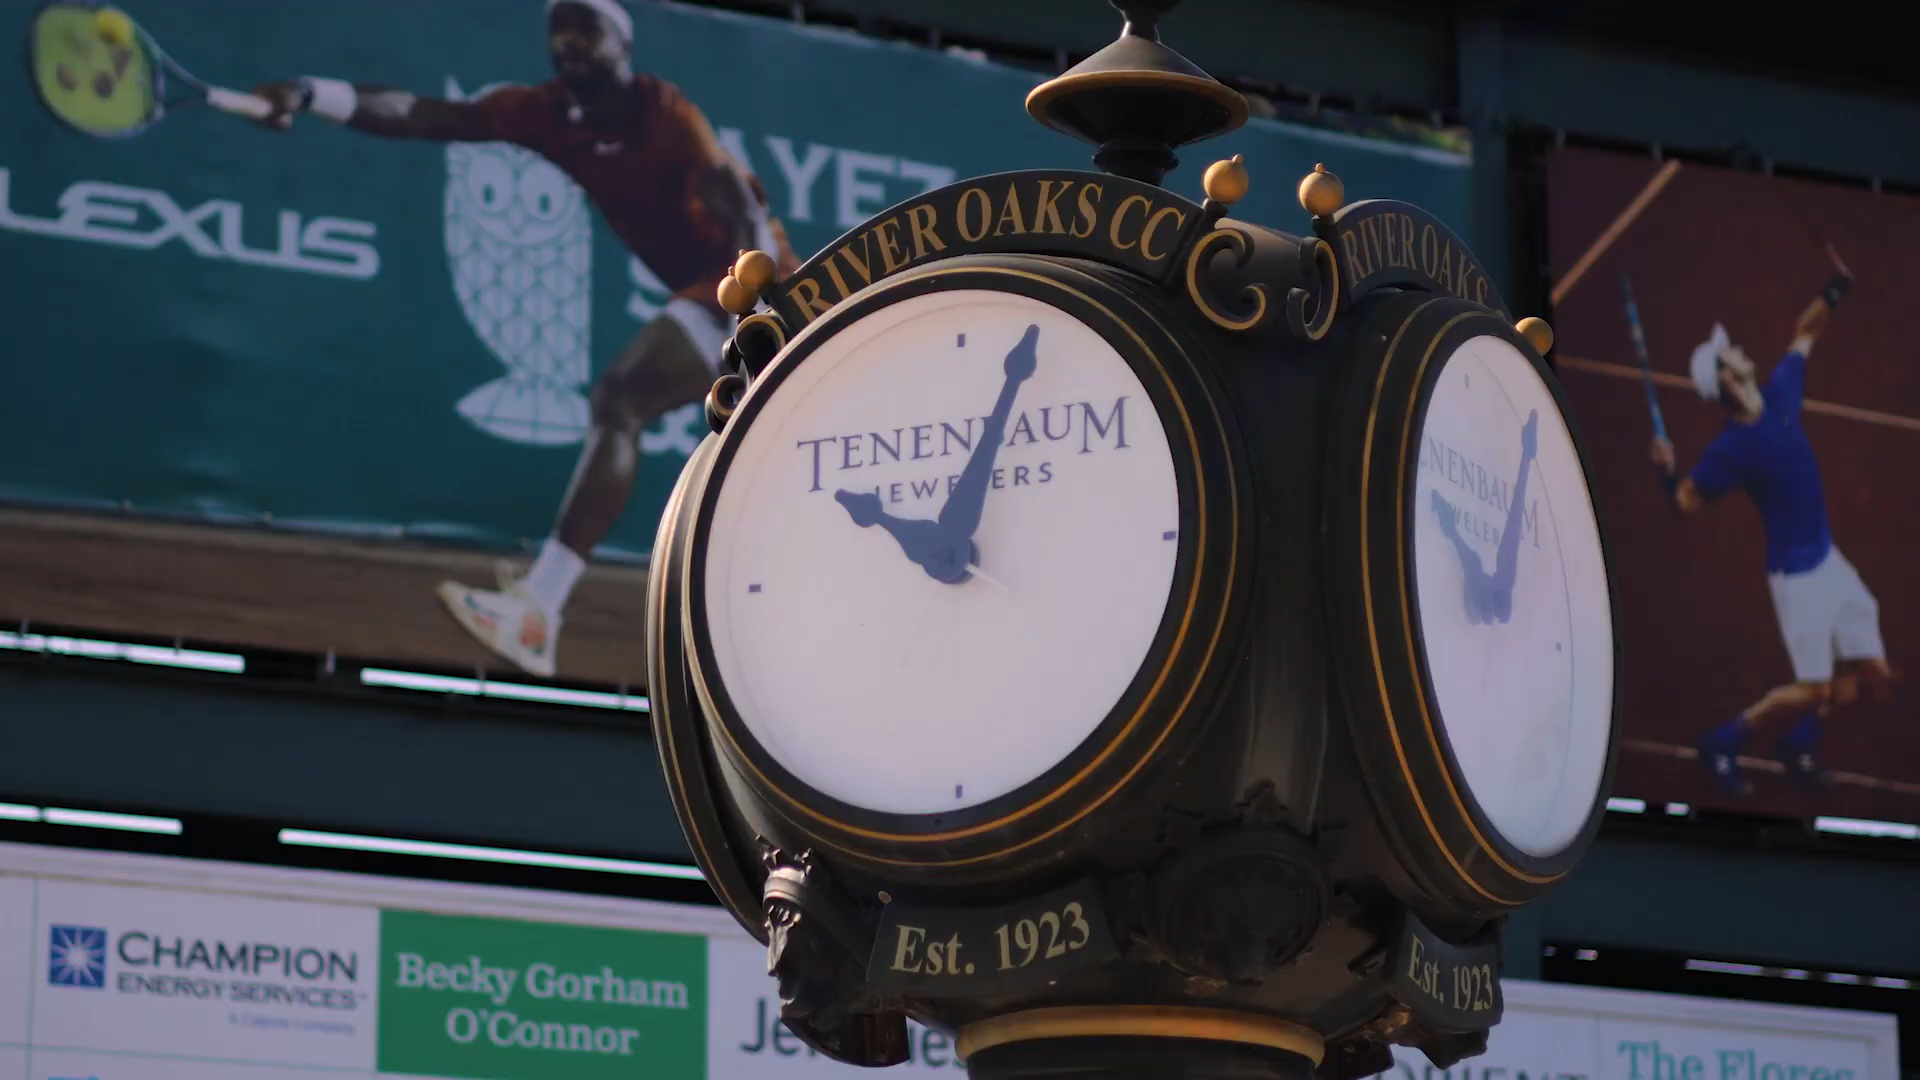 LEXUS
RIVER OAKS CC
RIVER OAKS
TENENBAUM
JEWELERS
Est. 1923
Est. 1923
CHAMPION
ENERGY SERVICES
Becky Gorham
O'Connor
The Flores